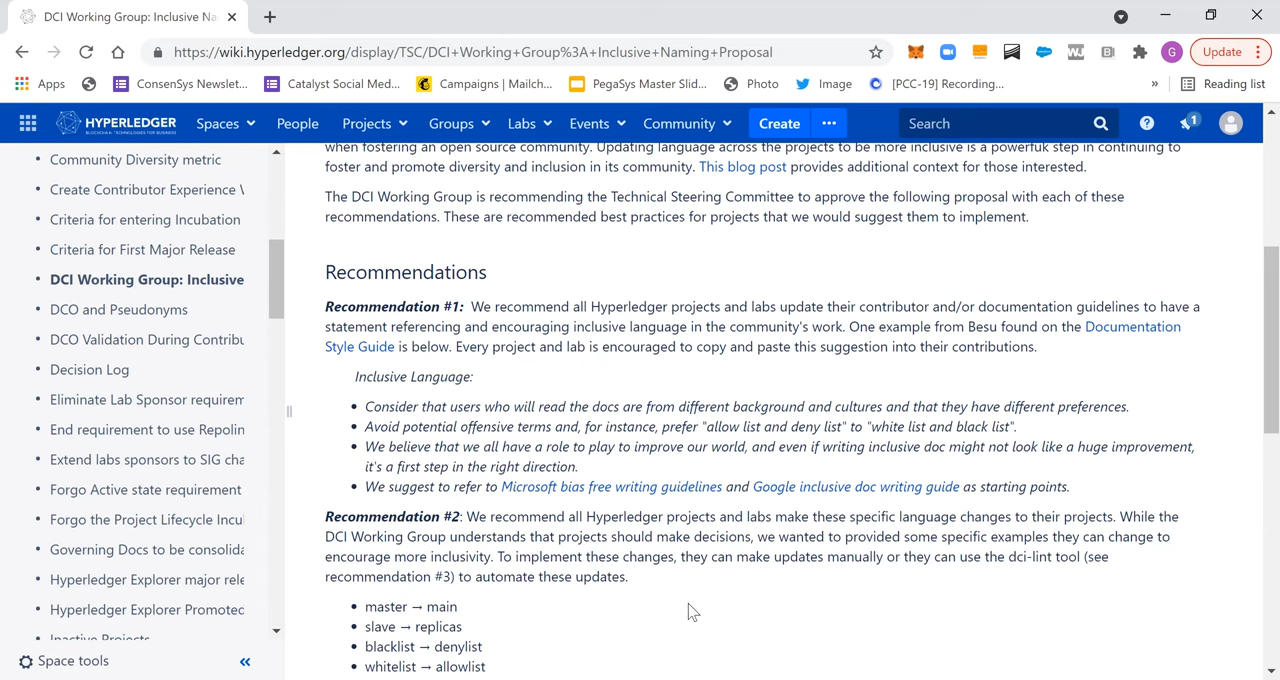 DCI Working Group: Inclusive Na
https://wiki.hyperledger.org/display/TSC/DCI+Working+Group%3A+Inclusive+Naming+Proposal
WJ
B
G
Update
Apps
ConsenSys Newslet...
Catalyst Social Med...
Campaigns | Mailch...
PegaSys Master Slid...
Photo
Image
[PCC-19] Recording...
»
Reading list
HYPERLEDGER
BLOCKCHAIN TECHNOLOGIES FOR BUSINESS
Spaces
People
Projects
Groups
Labs
Events
Community
Create
Search
1
Community Diversity metric
Create Contributor Experience \
Criteria for entering Incubation
Criteria for First Major Release
DCI Working Group: Inclusive
DCO and Pseudonyms
DCO Validation During Contribu
Decision Log
Eliminate Lab Sponsor requirem
End requirement to use Repolin
Extend labs sponsors to SIG cha
Forgo Active state requirement
Forgo the Project Lifecycle Incu
Governing Docs to be consolida
Hyperledger Explorer major rele
Hyperledger Explorer Promoted
Inactive Projects
Space tools
«
when fostering an open source community. Updating language across the projects to be more inclusive is a powerfuk step in continuing to
foster and promote diversity and inclusion in its community. This blog post provides additional context for those interested.
The DCI Working Group is recommending the Technical Steering Committee to approve the following proposal with each of these
recommendations. These are recommended best practices for projects that we would suggest them to implement.
Recommendations
Recommendation #1: We recommend all Hyperledger projects and labs update their contributor and/or documentation guidelines to have a
statement referencing and encouraging inclusive language in the community's work. One example from Besu found on the Documentation
Style Guide is below. Every project and lab is encouraged to copy and paste this suggestion into their contributions.
Inclusive Language:
• Consider that users who will read the docs are from different background and cultures and that they have different preferences.
• Avoid potential offensive terms and, for instance, prefer "allow list and deny list" to "white list and black list".
• We believe that we all have a role to play to improve our world, and even if writing inclusive doc might not look like a huge improvement,
it's a first step in the right direction.
• We suggest to refer to Microsoft bias free writing guidelines and Google inclusive doc writing guide as starting points.
Recommendation #2: We recommend all Hyperledger projects and labs make these specific language changes to their projects. While the
DCI Working Group understands that projects should make decisions, we wanted to provided some specific examples they can change to
encourage more inclusivity. To implement these changes, they can make updates manually or they can use the dci-lint tool (see
recommendation #3) to automate these updates.
• master → main
• slave → replicas
• blacklist → denylist
• whitelist → allowlist